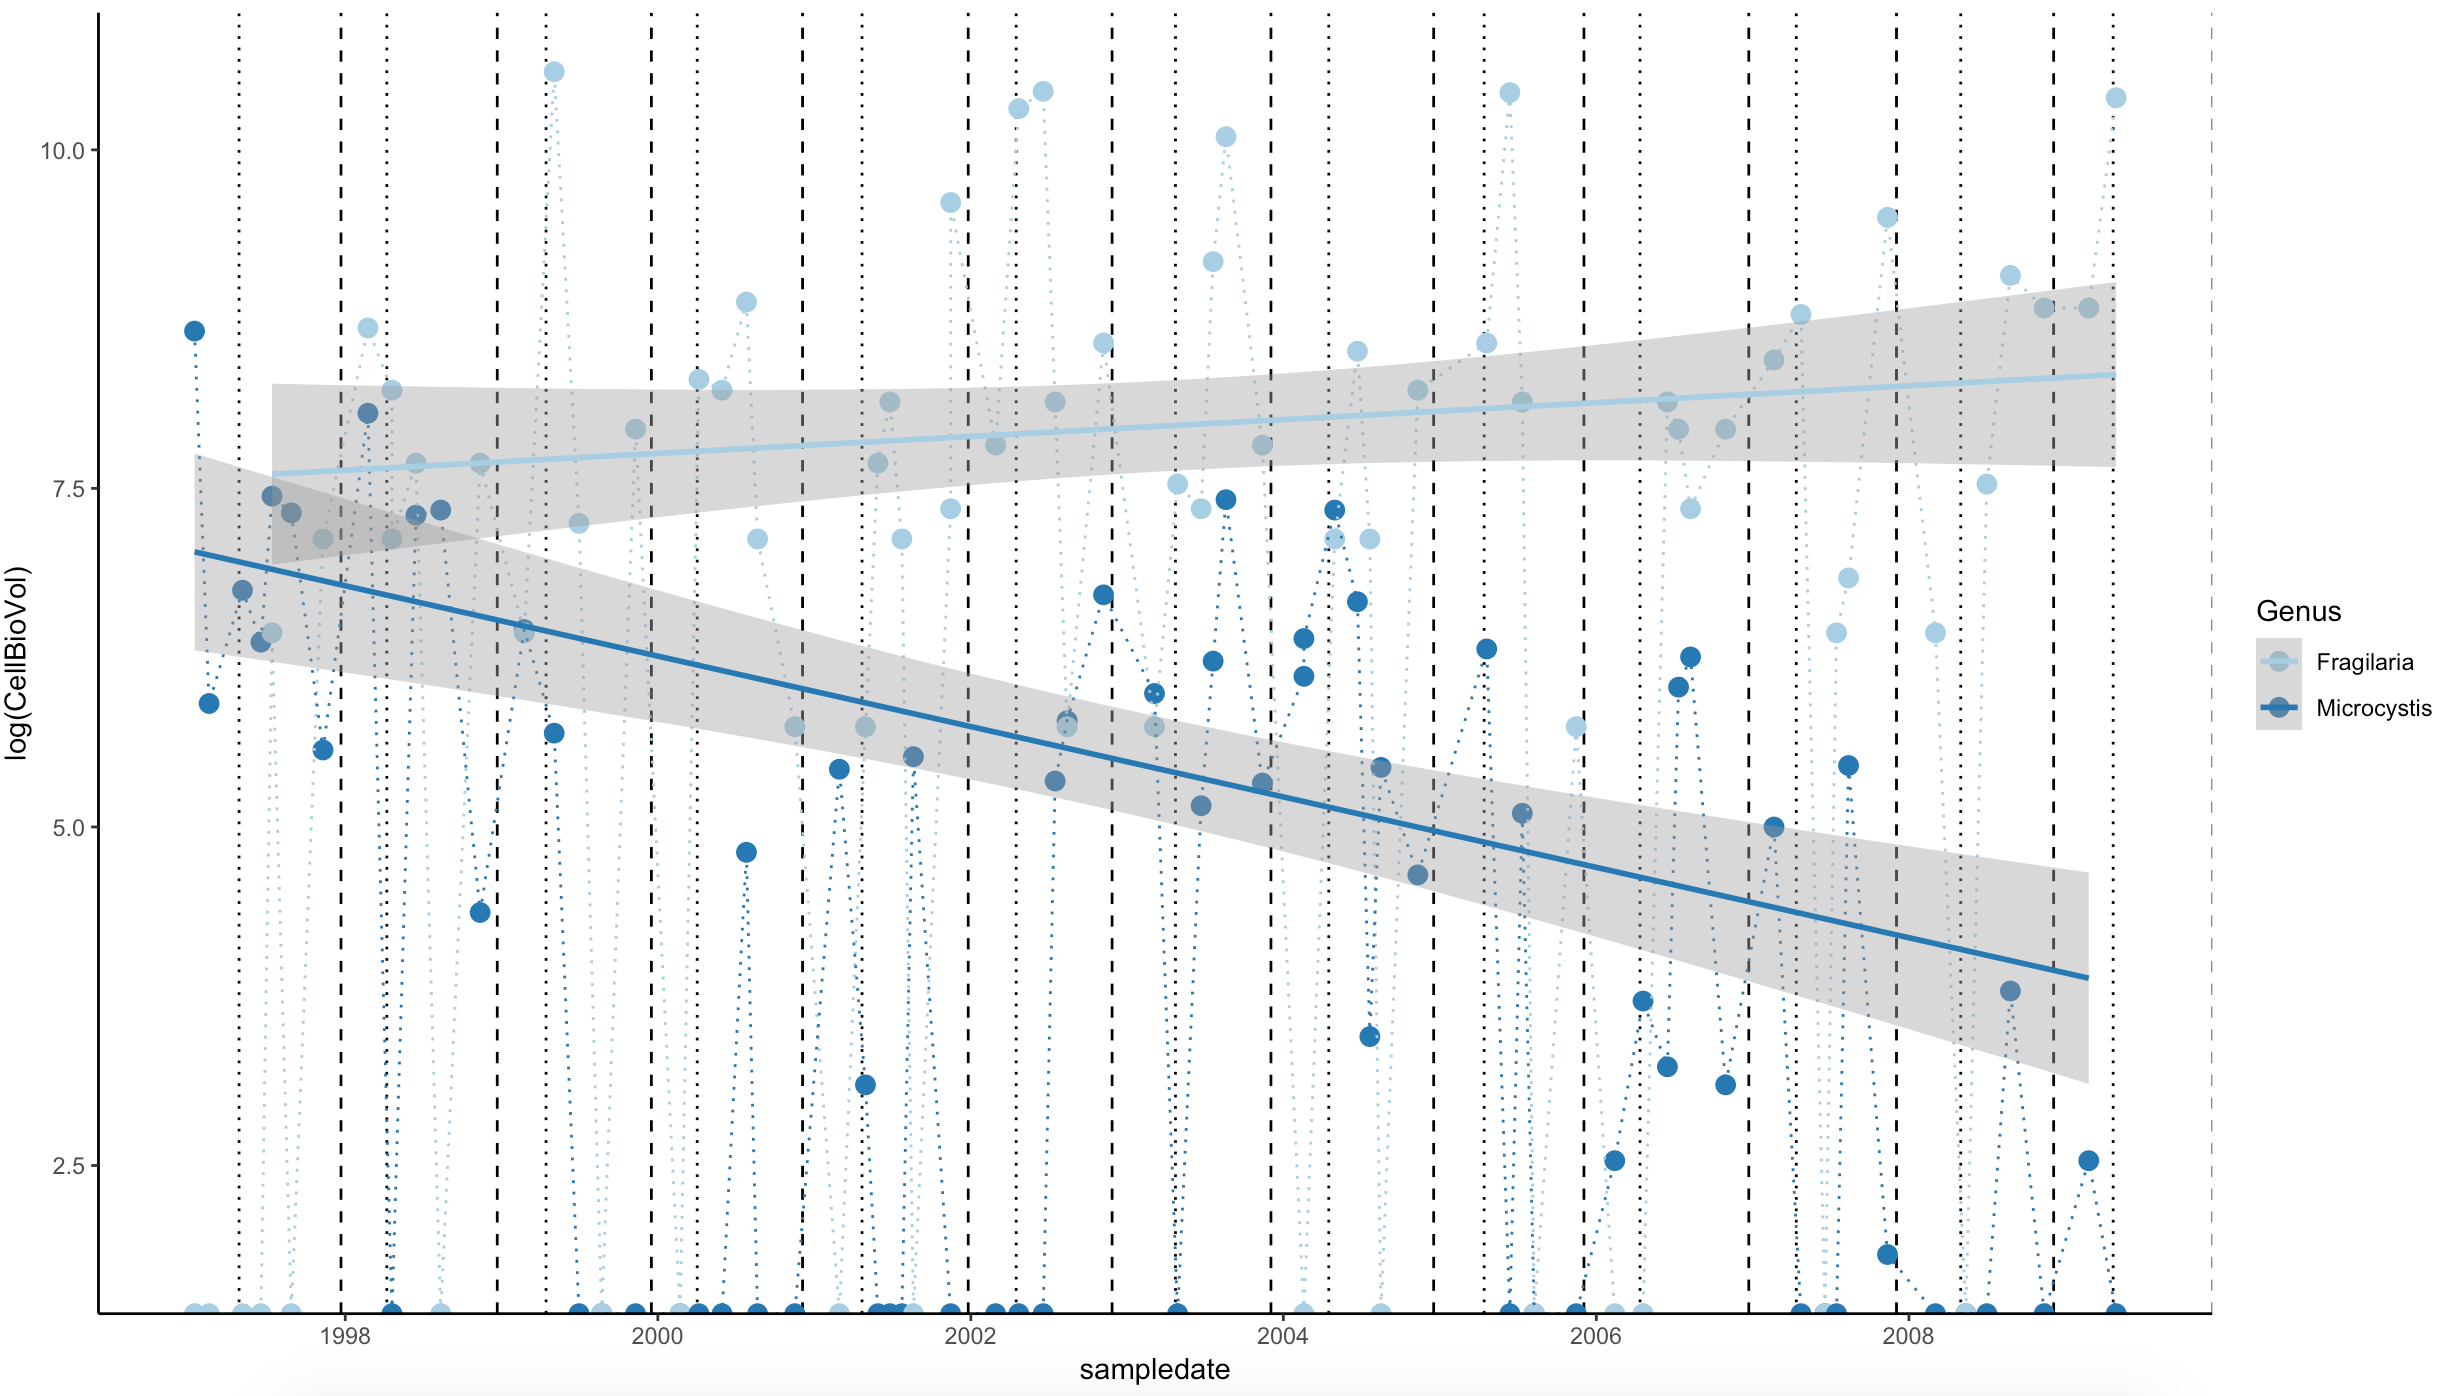 log(CellBioVol)
10.0
7.5
5.0
2.5
1998 2000 2002 2004 2006 2008
sampledate
Genus
Fragilaria
Microcystis